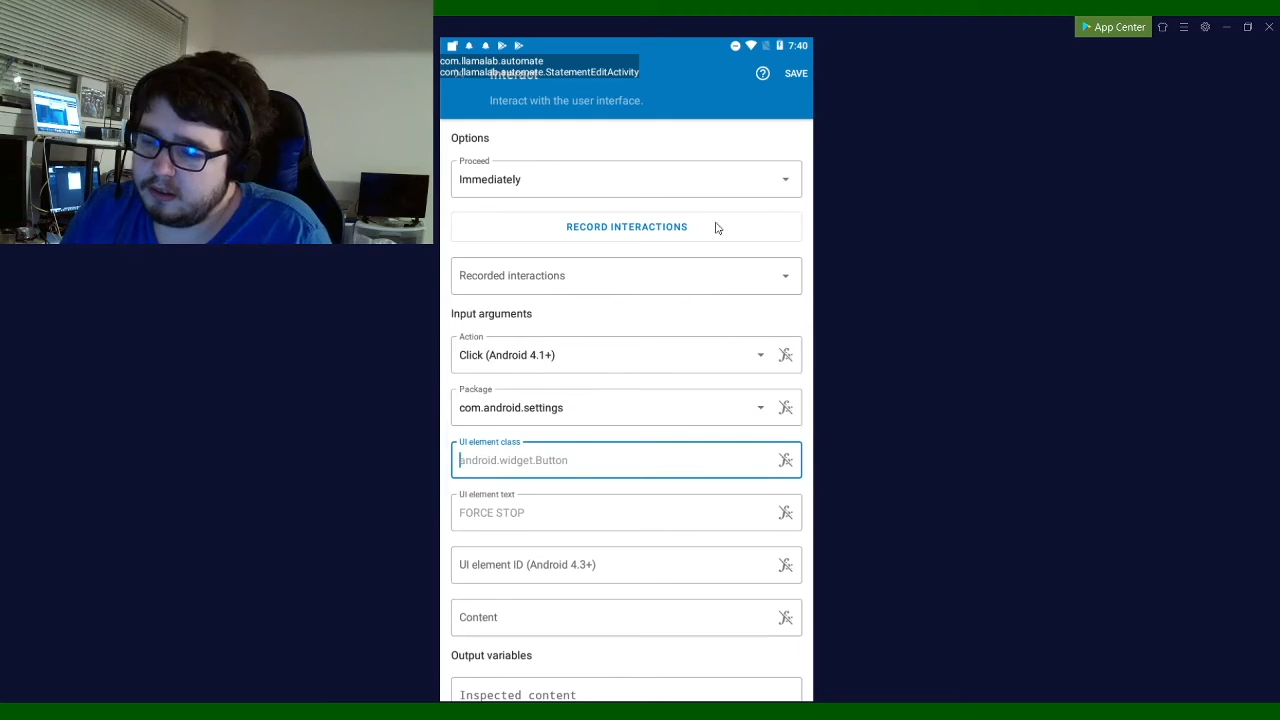 App Center
7:40
com.llamalab.automate
com.llamalab.automate.StatementEditActivity
Interact
SAVE
Interact with the user interface.
Options
Proceed
Immediately
RECORD INTERACTIONS
Recorded interactions
Input arguments
Action
Click (Android 4.1+)
Package
com.android.settings
UI element class
android.widget.Button
UI element text
FORCE STOP
UI element ID (Android 4.3+)
Content
Output variables
Inspected content